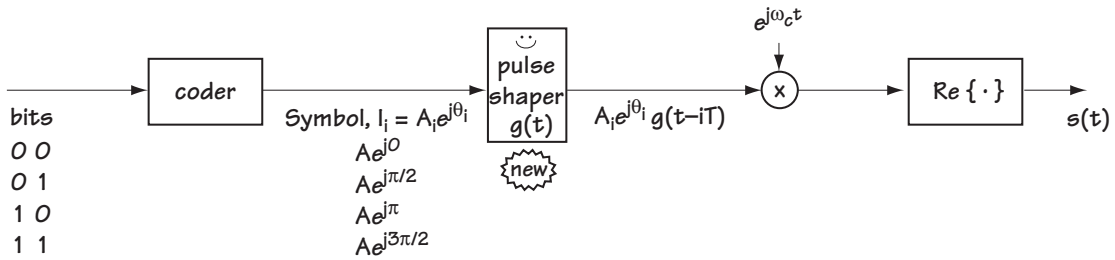 e^{jω_c t}
coder
pulse
shaper
g(t)
x
Re { · }
bits
Symbol, I_i = A_i e^{jθ_i}
A_i e^{jθ_i} g(t–iT)
s(t)
0 0
Ae^{j0}
new
0 1
Ae^{jπ/2}
1 0
Ae^{jπ}
1 1
Ae^{j3π/2}